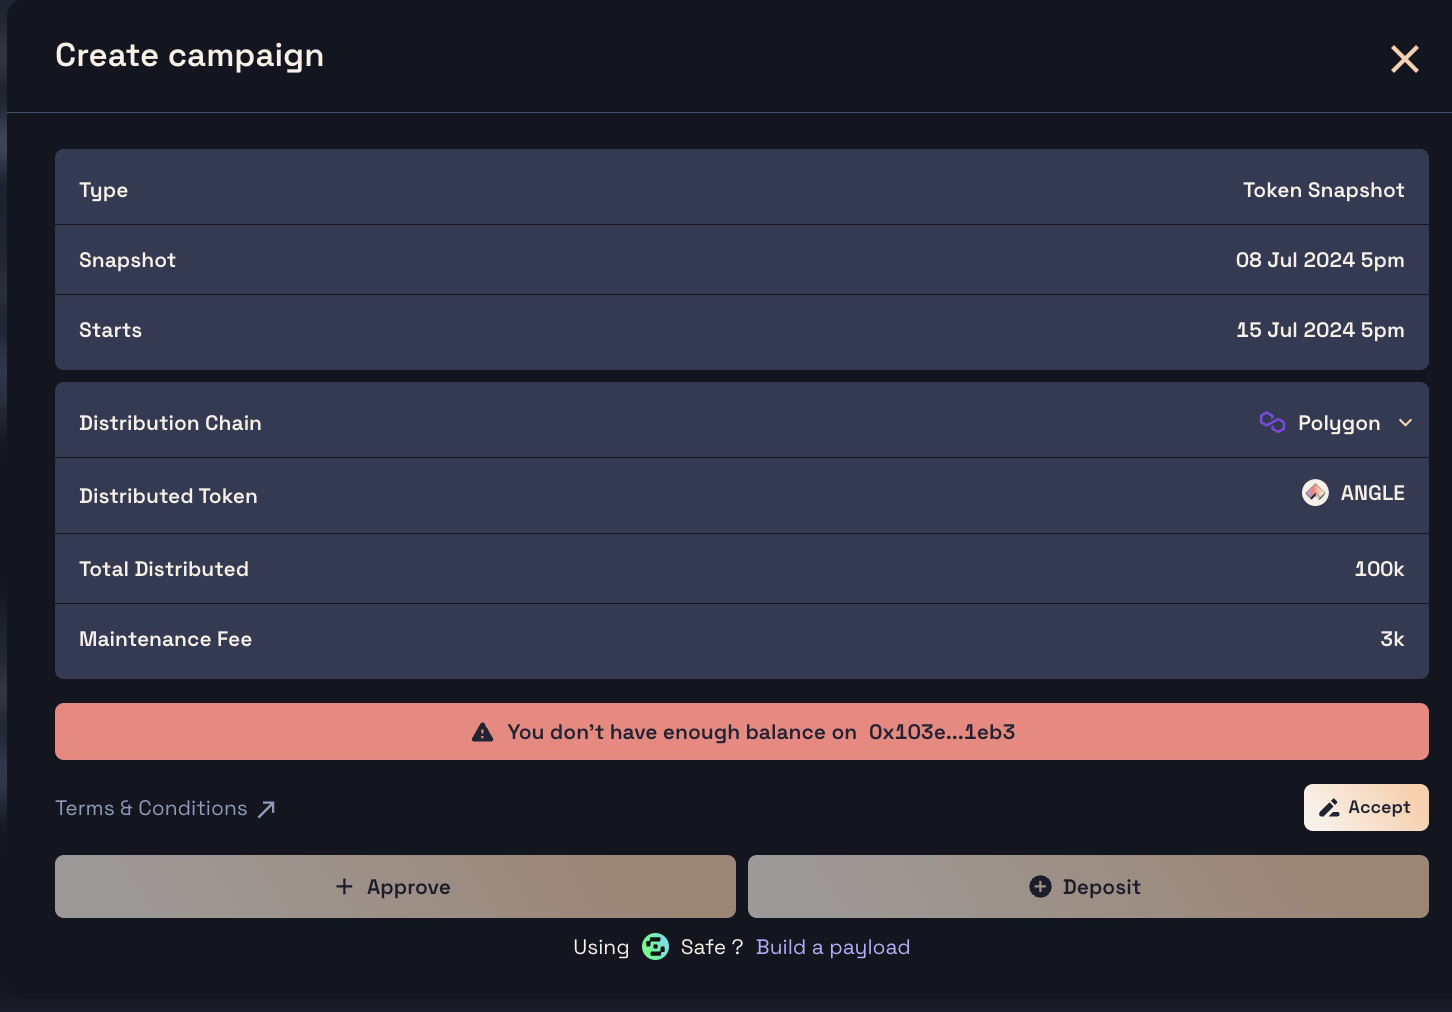 Create campaign
Type Token Snapshot
Snapshot 08 Jul 2024 5pm
Starts 15 Jul 2024 5pm
Distribution Chain Polygon
Distributed Token ANGLE
Total Distributed 100k
Maintenance Fee 3k
You don't have enough balance on 0x103e...1eb3
Terms & Conditions Accept
Approve Deposit
Using Safe ? Build a payload